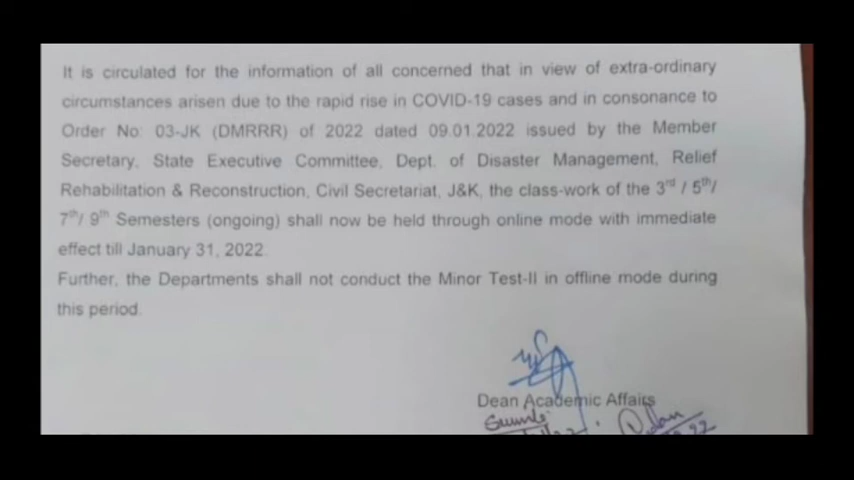 It is circulated for the information of all concerned that in view of extra-ordinary
circumstances arisen due to the rapid rise in COVID-19 cases and in consonance to
Order No: 03-JK (DMRRR) of 2022 dated 09.01.2022 issued by the Member
Secretary, State Executive Committee, Dept. of Disaster Management, Relief
Rehabilitation & Reconstruction, Civil Secretariat, J&K, the class-work of the 3rd / 5th/
7th/ 9th Semesters (ongoing) shall now be held through online mode with immediate
effect till January 31, 2022.
Further, the Departments shall not conduct the Minor Test-II in offline mode during
this period.
Dean Academic Affairs